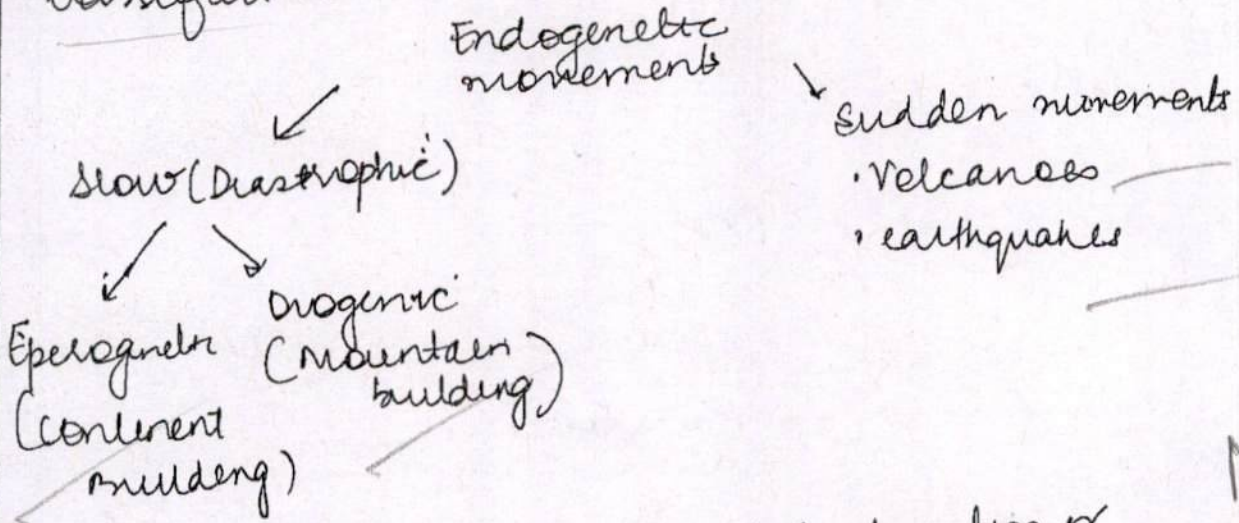 Endogenetic
movements
Slow (Diastrophic)
Sudden movements
• Volcanoes
• earthquakes
Epeirogenetic
(Continent
building)
Orogenic
(Mountain
building)